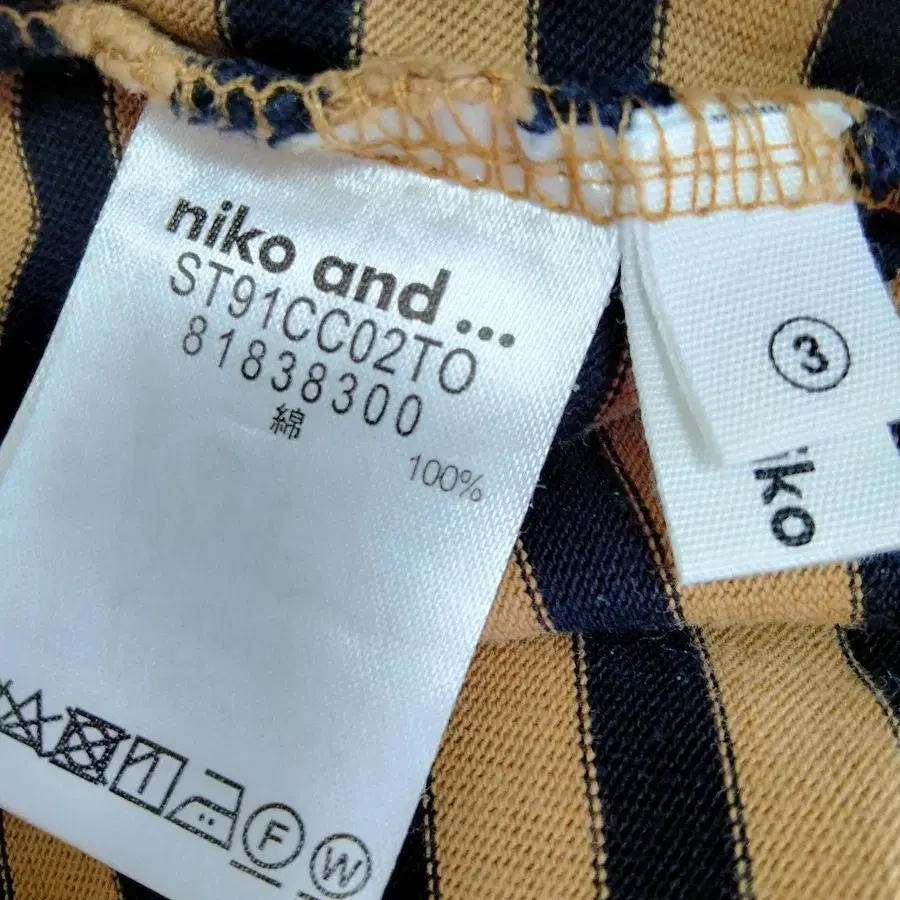 niko and ...
ST91CC02TO
81838300
綿
100%
F
W
3
iko